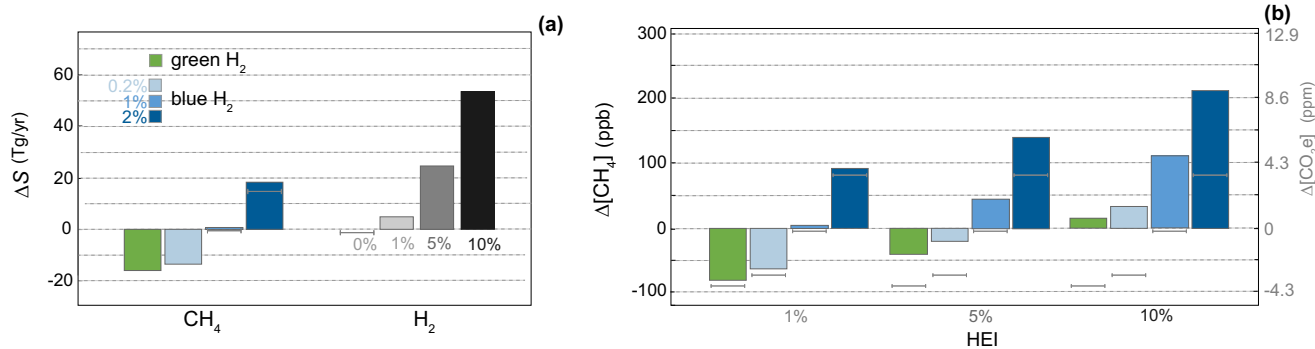 (a)
ΔS (Tg/yr)
60
40
20
0
-20
green H2
0.2%
1% blue H2
2%
0% 1% 5% 10%
CH4 H2
(b)
Δ[CH4] (ppb)
300
200
100
0
-100
12.9
8.6
4.3
0
-4.3
Δ[CO2e] (ppm)
1% 5% 10%
HEI